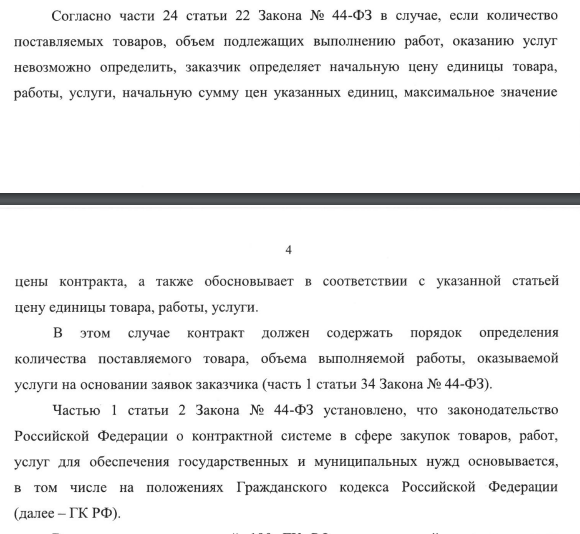 Согласно части 24 статьи 22 Закона № 44-ФЗ в случае, если количество
поставляемых товаров, объем подлежащих выполнению работ, оказанию услуг
невозможно определить, заказчик определяет начальную цену единицы товара,
работы, услуги, начальную сумму цен указанных единиц, максимальное значение
4
цены контракта, а также обосновывает в соответствии с указанной статьей
цену единицы товара, работы, услуги.
В этом случае контракт должен содержать порядок определения
количества поставляемого товара, объема выполняемой работы, оказываемой
услуги на основании заявок заказчика (часть 1 статьи 34 Закона № 44-ФЗ).
Частью 1 статьи 2 Закона № 44-ФЗ установлено, что законодательство
Российской Федерации о контрактной системе в сфере закупок товаров, работ,
услуг для обеспечения государственных и муниципальных нужд основывается,
в том числе на положениях Гражданского кодекса Российской Федерации
(далее – ГК РФ).